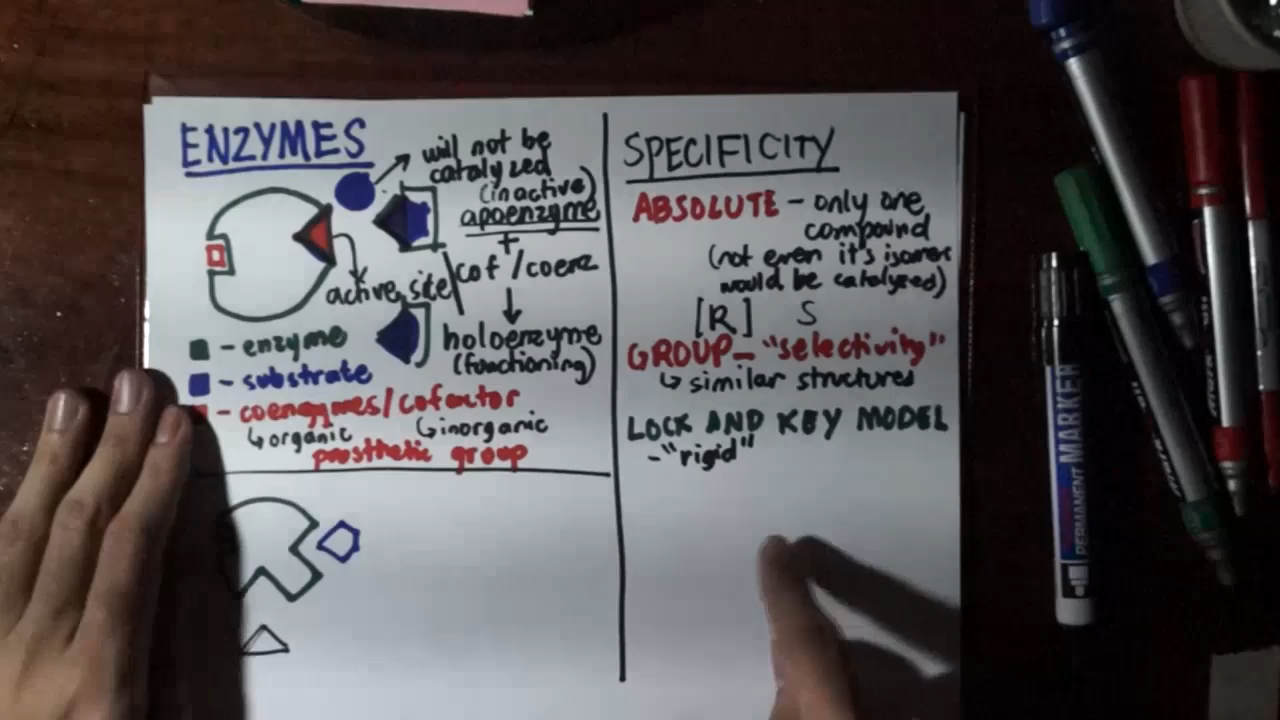 ENZYMES
will not be
catalyzed
(inactive)
apoenzyme
+
cof/coenz
active site
holoenzyme
(functioning)
- enzyme
- substrate
- coenzymes/cofactor
↳organic
↳inorganic
prosthetic group
SPECIFICITY
ABSOLUTE - only one
compound
(not even it's isomer
would be catalyzed)
[R] S
GROUP - "selectivity"
↳ similar structures
LOCK AND KEY MODEL
- "rigid"
PERMANENT MARKER